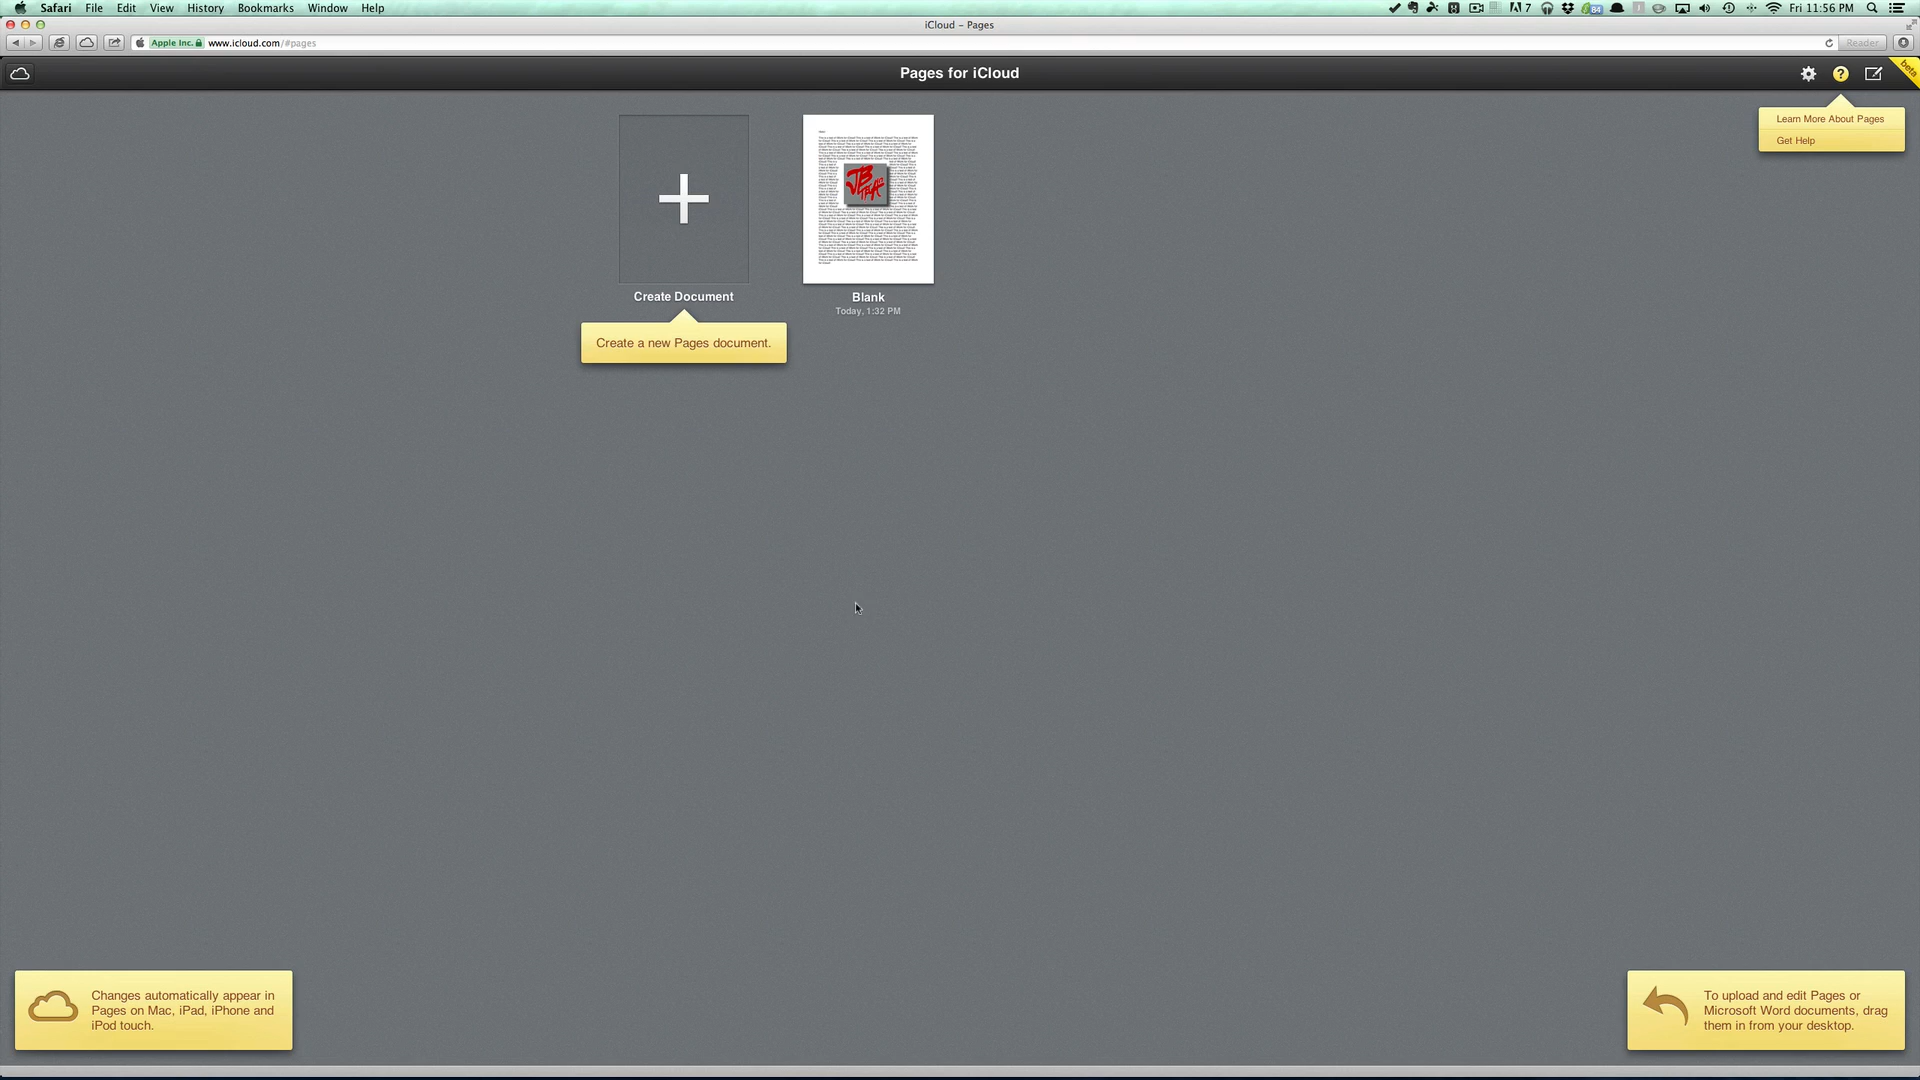 Safari File Edit View History Bookmarks Window Help
7
84
Fri 11:56 PM
iCloud – Pages
Apple Inc.
www.icloud.com/#pages
Reader
Pages for iCloud
beta
Learn More About Pages
Get Help
Create Document
Blank
Today, 1:32 PM
Create a new Pages document.
Changes automatically appear in
Pages on Mac, iPad, iPhone and
iPod touch.
To upload and edit Pages or
Microsoft Word documents, drag
them in from your desktop.